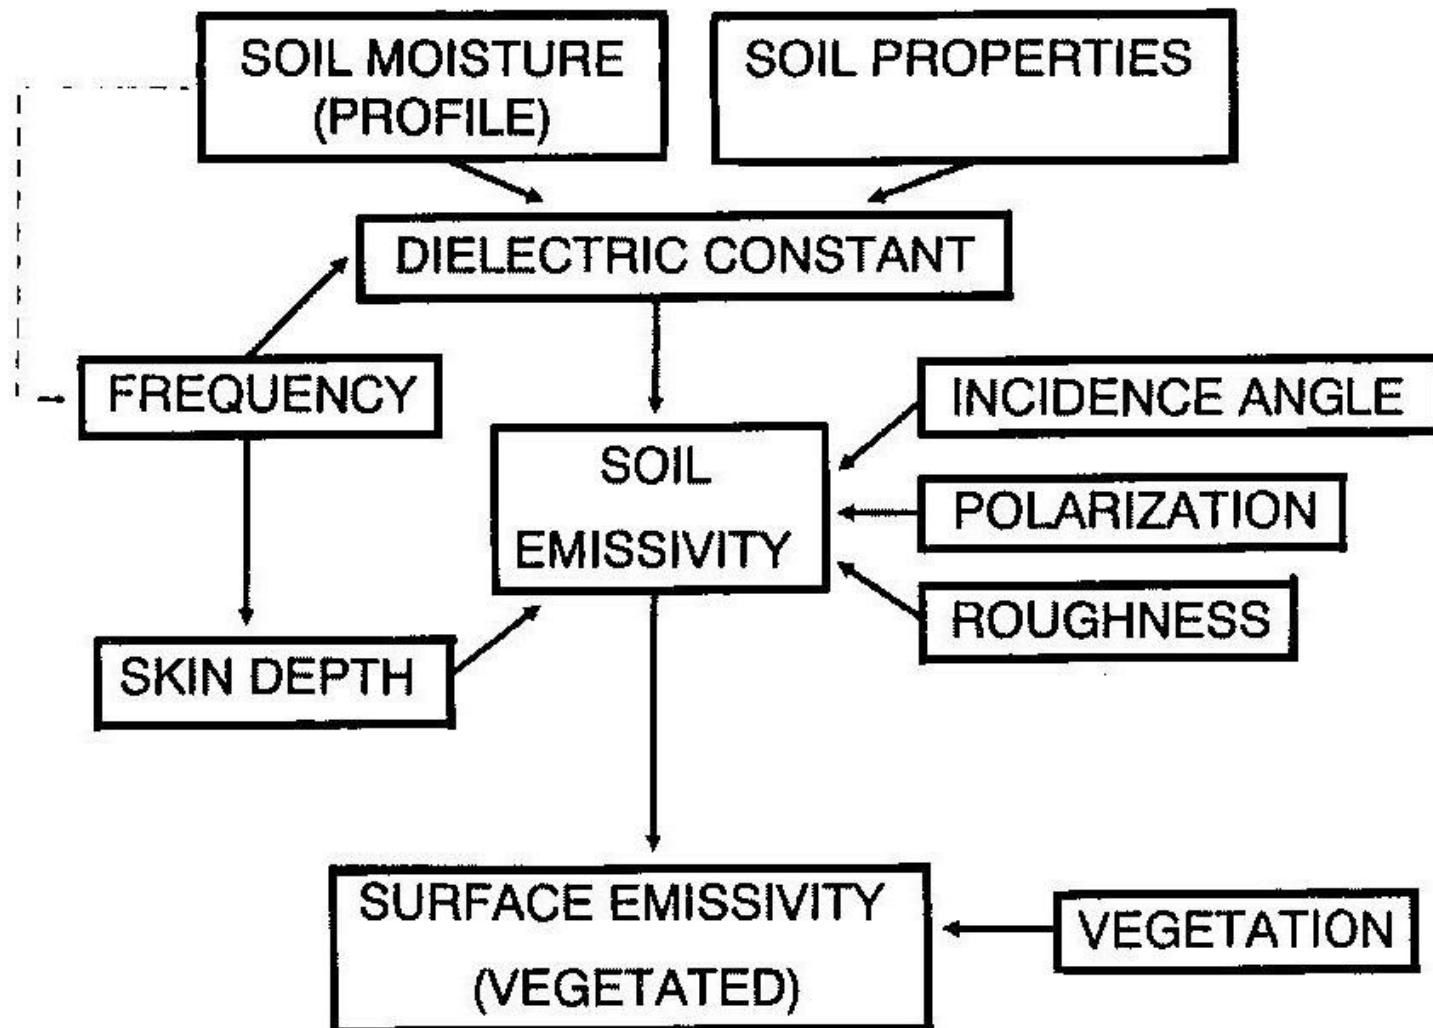 SOIL MOISTURE
(PROFILE)
SOIL PROPERTIES
DIELECTRIC CONSTANT
FREQUENCY
INCIDENCE ANGLE
SOIL
EMISSIVITY
POLARIZATION
ROUGHNESS
SKIN DEPTH
SURFACE EMISSIVITY
(VEGETATED)
VEGETATION